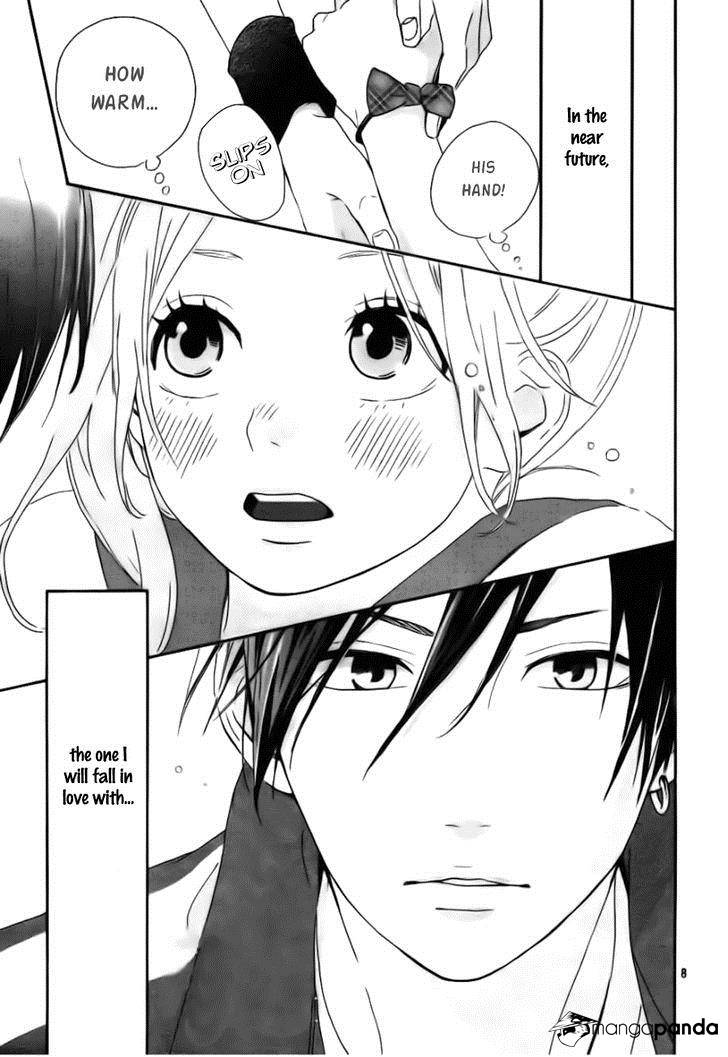 In the
near
future,
HIS
HAND!
SLIPS
ON
HOW
WARM...
the one I
will fall in
love with...
8
mangapanda